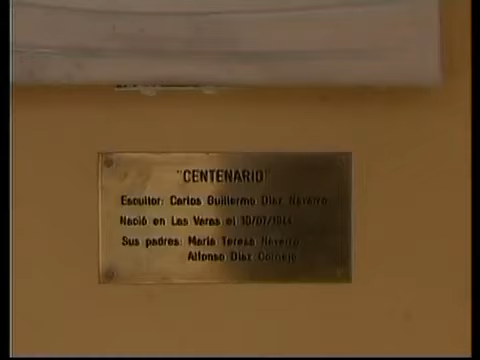 "CENTENARIO"
Escultor: Carlos Guillermo Díaz Navarro
Nació en Las Varas el 30/07/1944
Sus padres: María Teresa Navarro
Alfonso Díaz Cornejo